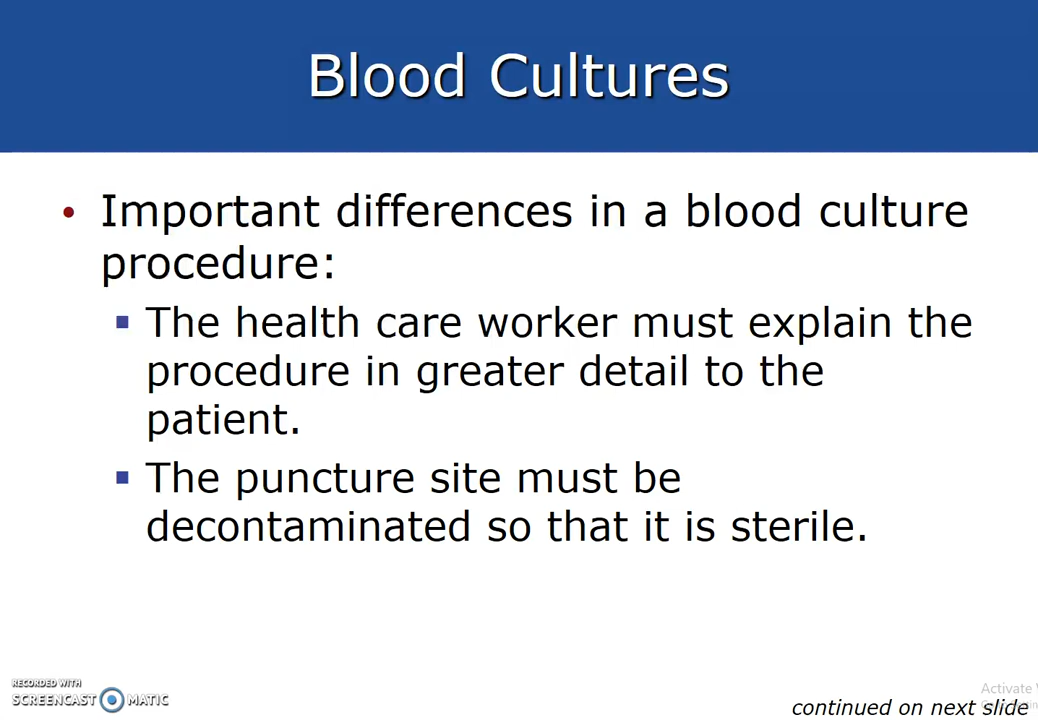 Blood Cultures
• Important differences in a blood culture
procedure:
▪ The health care worker must explain the
procedure in greater detail to the
patient.
▪ The puncture site must be
decontaminated so that it is sterile.
RECORDED WITH
SCREENCAST MATIC
Activate
continued on next slide